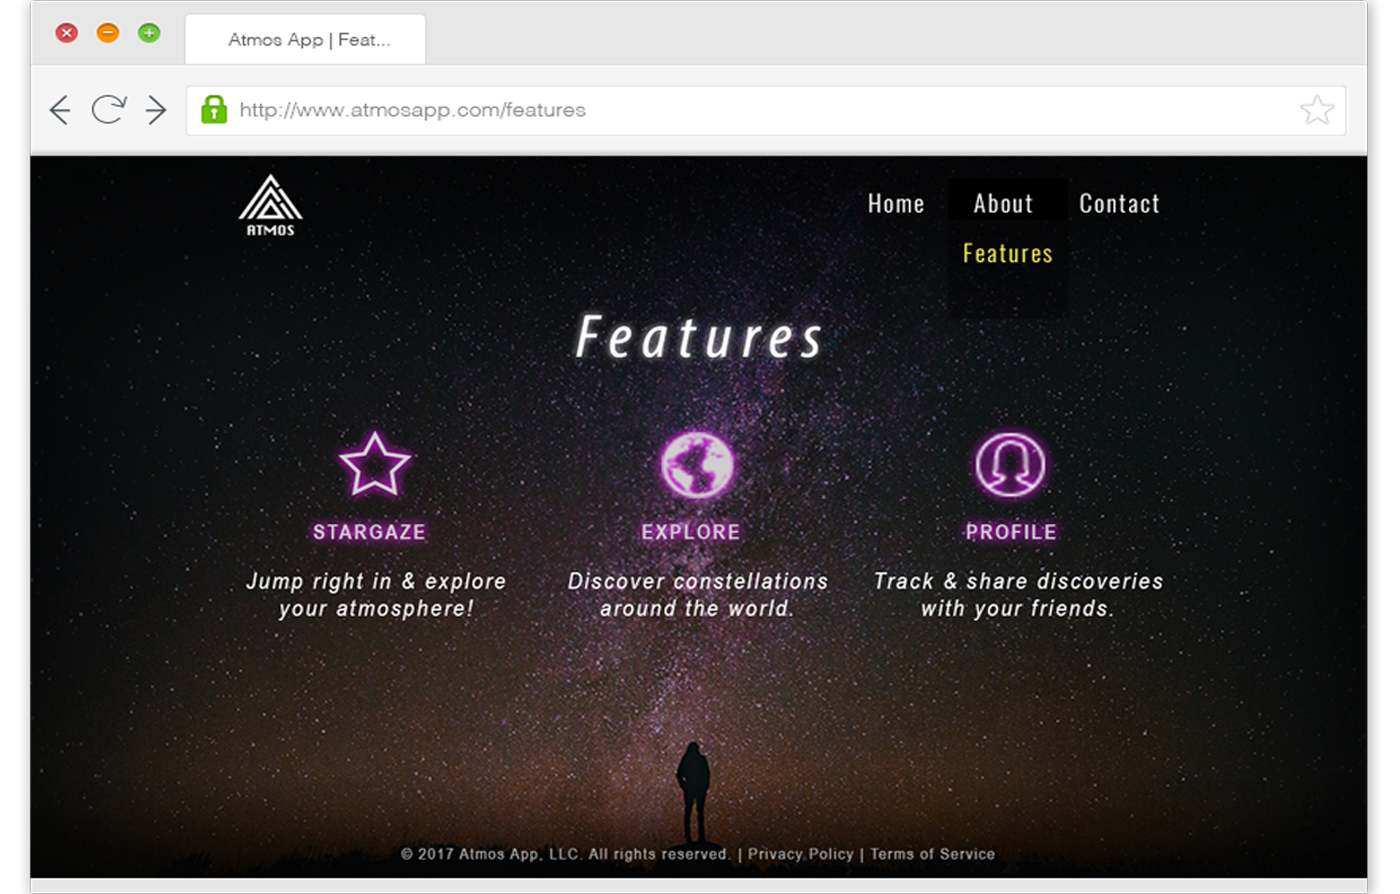 Atmos App | Feat...
http://www.atmosapp.com/features
ATMOS
Home
About
Contact
Features
Features
STARGAZE
EXPLORE
PROFILE
Jump right in & explore
your atmosphere!
Discover constellations
around the world.
Track & share discoveries
with your friends.
© 2017 Atmos App, LLC. All rights reserved. | Privacy Policy | Terms of Service